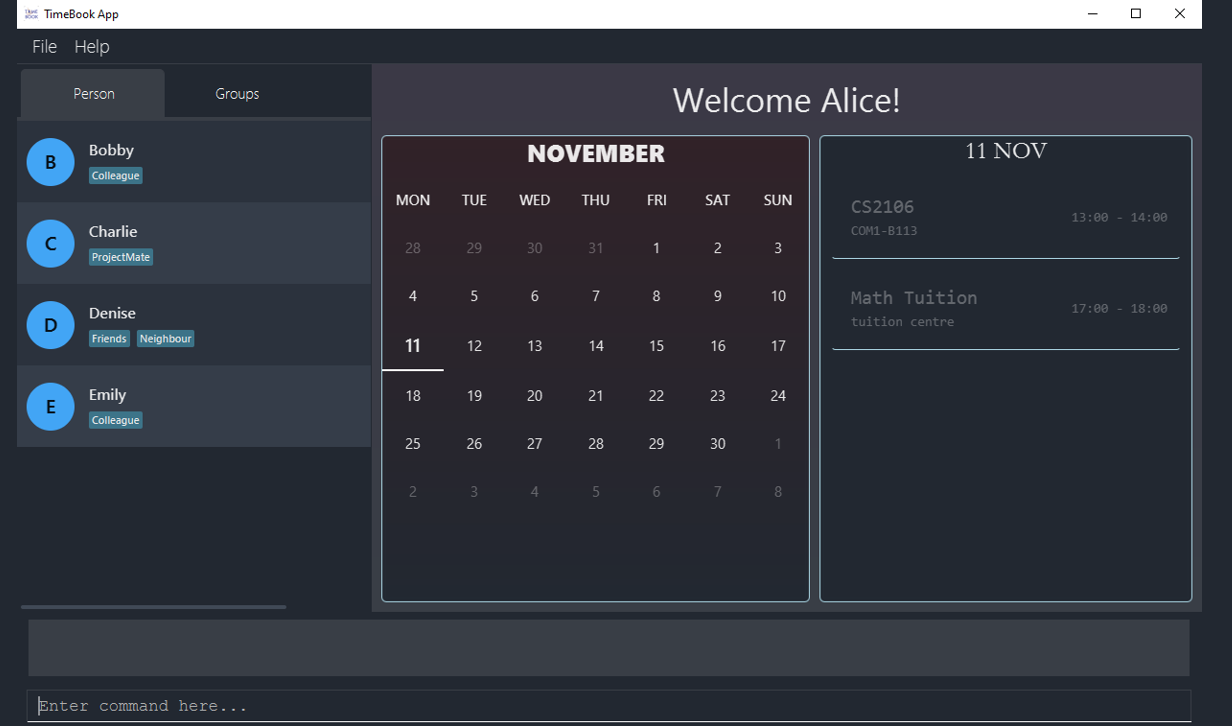 TimeBook App
File Help
Person Groups
Welcome Alice!
B
Bobby
Colleague
C
Charlie
ProjectMate
D
Denise
Friends Neighbour
E
Emily
Colleague
NOVEMBER
MON TUE WED THU FRI SAT SUN
28 29 30 31 1 2 3
4 5 6 7 8 9 10
11 12 13 14 15 16 17
18 19 20 21 22 23 24
25 26 27 28 29 30 1
2 3 4 5 6 7 8
11 NOV
CS2106
COM1-B113
13:00 - 14:00
Math Tuition
tuition centre
17:00 - 18:00
Enter command here...